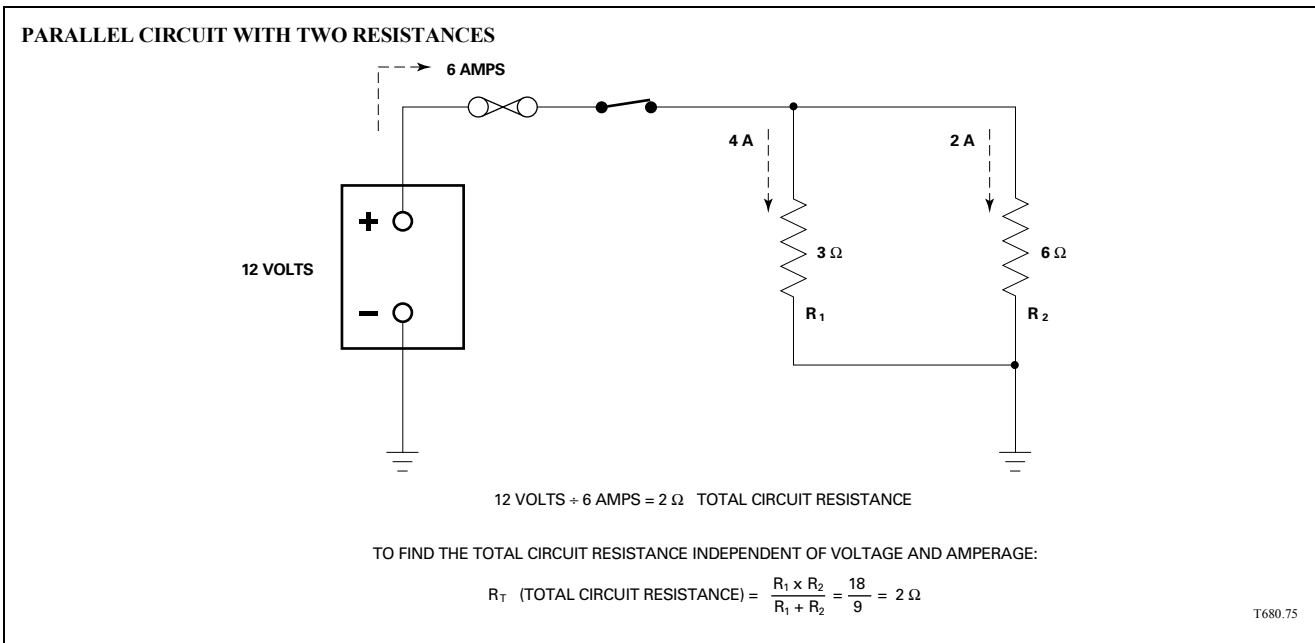 PARALLEL CIRCUIT WITH TWO RESISTANCES
6 AMPS
4 A
2 A
+
12 VOLTS
3 Ω
6 Ω
–
R₁
R₂
12 VOLTS ÷ 6 AMPS = 2 Ω TOTAL CIRCUIT RESISTANCE
TO FIND THE TOTAL CIRCUIT RESISTANCE INDEPENDENT OF VOLTAGE AND AMPERAGE:
R_T (TOTAL CIRCUIT RESISTANCE) = R₁ x R₂ / R₁ + R₂ = 18 / 9 = 2 Ω
T680.75